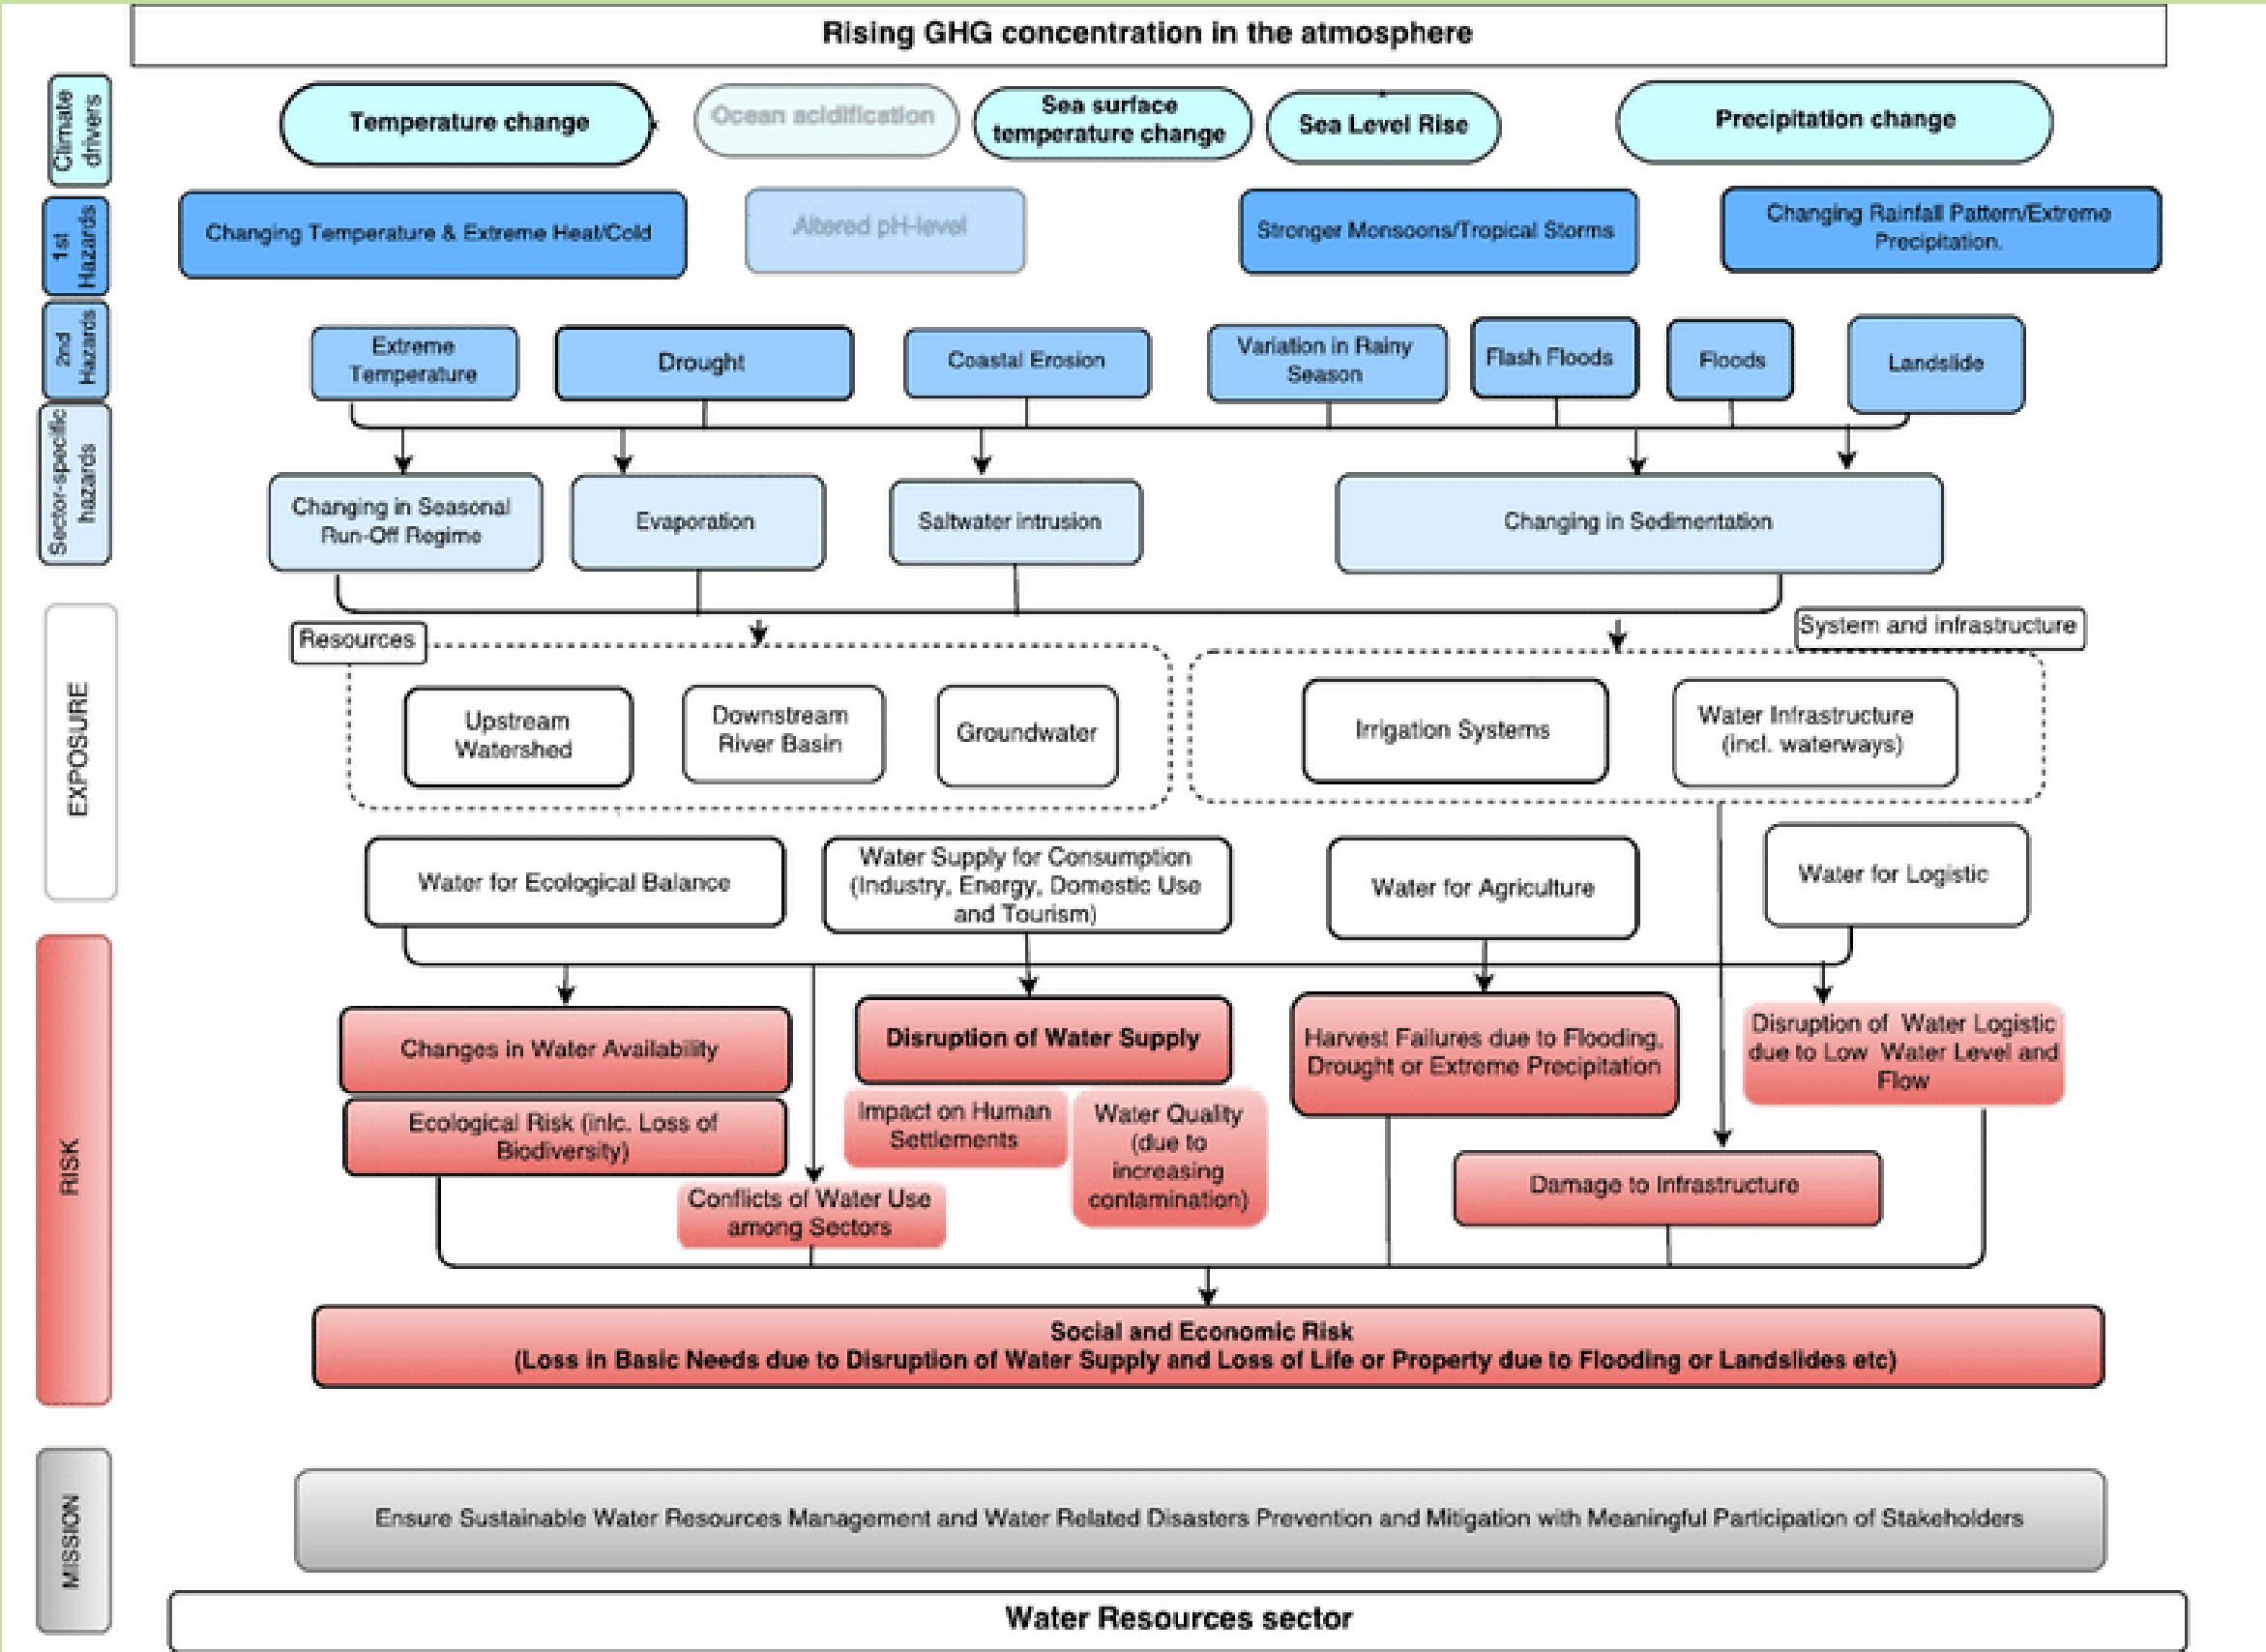 Rising GHG concentration in the atmosphere
Climate
drivers
Temperature change
Ocean acidification
Sea surface
temperature change
Sea Level Rise
Precipitation change
1st
Hazards
Changing Temperature & Extreme Heat/Cold
Altered pH-level
Stronger Monsoons/Tropical Storms
Changing Rainfall Pattern/Extreme
Precipitation.
2nd
Hazards
Extreme
Temperature
Drought
Coastal Erosion
Variation in Rainy
Season
Flash Floods
Floods
Landslide
Sector-specific
hazards
Changing in Seasonal
Run-Off Regime
Evaporation
Saltwater intrusion
Changing in Sedimentation
EXPOSURE
Resources
System and infrastructure
Upstream
Watershed
Downstream
River Basin
Groundwater
Irrigation Systems
Water Infrastructure
(incl. waterways)
Water for Ecological Balance
Water Supply for Consumption
(Industry, Energy, Domestic Use
and Tourism)
Water for Agriculture
Water for Logistic
RISK
Changes in Water Availability
Disruption of Water Supply
Harvest Failures due to Flooding,
Drought or Extreme Precipitation
Disruption of Water Logistic
due to Low Water Level and
Flow
Ecological Risk (inlc. Loss of
Biodiversity)
Impact on Human
Settlements
Water Quality
(due to
increasing
contamination)
Conflicts of Water Use
among Sectors
Damage to Infrastructure
Social and Economic Risk
(Loss in Basic Needs due to Disruption of Water Supply and Loss of Life or Property due to Flooding or Landslides etc)
MISSION
Ensure Sustainable Water Resources Management and Water Related Disasters Prevention and Mitigation with Meaningful Participation of Stakeholders
Water Resources sector